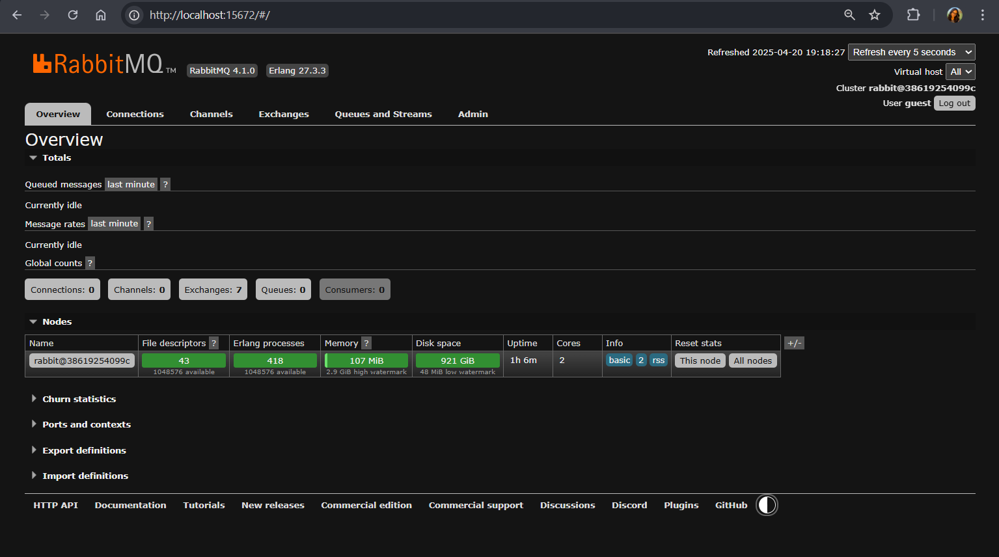 http://localhost:15672/#/
RabbitMQ TM RabbitMQ 4.1.0 Erlang 27.3.3
Refreshed 2025-04-20 19:18:27 Refresh every 5 seconds
Virtual host All
Cluster rabbit@38619254099c
User guest Log out
Overview Connections Channels Exchanges Queues and Streams Admin
Overview
Totals
Queued messages last minute ?
Currently idle
Message rates last minute ?
Currently idle
Global counts ?
Connections: 0 Channels: 0 Exchanges: 7 Queues: 0 Consumers: 0
Nodes
Name File descriptors ? Erlang processes Memory ? Disk space Uptime Cores Info Reset stats +/-
rabbit@38619254099c 43 418 107 MiB 921 GiB 1h 6m 2 basic 2 rss This node All nodes
1048576 available 1048576 available 2.9 GiB high watermark 48 MiB low watermark
Churn statistics
Ports and contexts
Export definitions
Import definitions
HTTP API Documentation Tutorials New releases Commercial edition Commercial support Discussions Discord Plugins GitHub